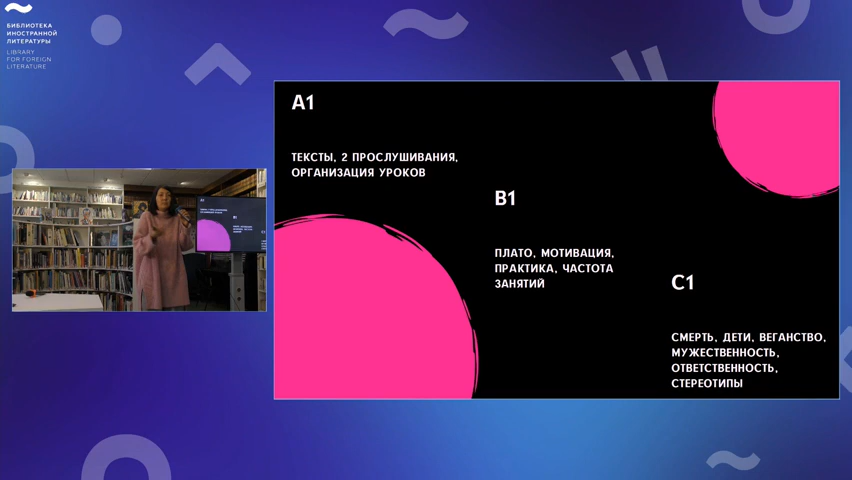 БИБЛИОТЕКА
ИНОСТРАННОЙ
ЛИТЕРАТУРЫ
LIBRARY
FOR FOREIGN
LITERATURE
A1
ТЕКСТЫ, 2 ПРОСЛУШИВАНИЯ,
ОРГАНИЗАЦИЯ УРОКОВ
B1
ПЛАТО, МОТИВАЦИЯ,
ПРАКТИКА, ЧАСТОТА
ЗАНЯТИЙ
C1
СМЕРТЬ, ДЕТИ, ВЕГАНСТВО,
МУЖЕСТВЕННОСТЬ,
ОТВЕТСТВЕННОСТЬ,
СТЕРЕОТИПЫ